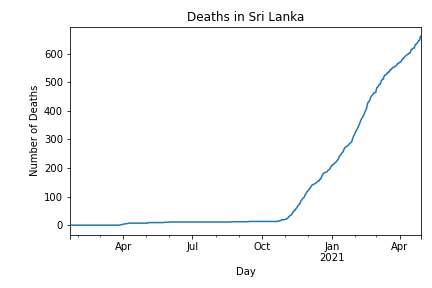 Deaths in Sri Lanka
Number of Deaths
600
500
400
300
200
100
0
Apr
Jul
Oct
Jan
2021
Apr
Day